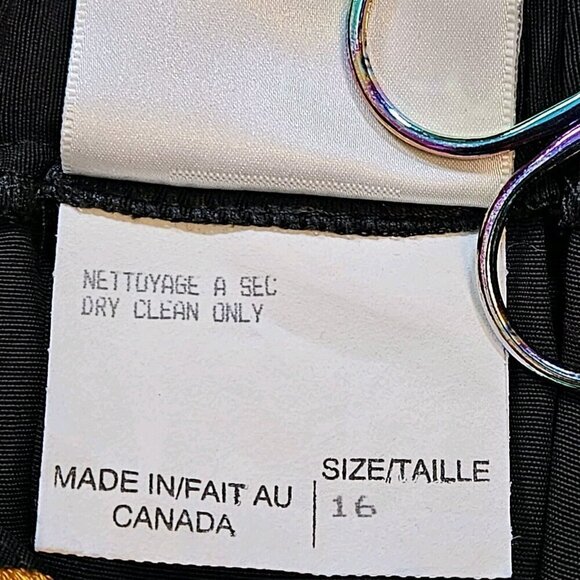 NETTOYAGE A SEC
DRY CLEAN ONLY
MADE IN/FAIT AU
CANADA
SIZE/TAILLE
16